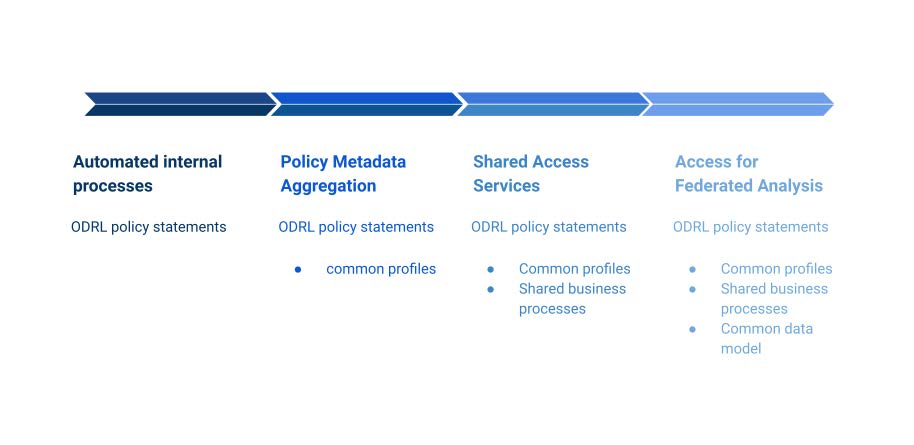 Automated internal
processes
ODRL policy statements
Policy Metadata
Aggregation
ODRL policy statements
● common profiles
Shared Access
Services
ODRL policy statements
● Common profiles
● Shared business
processes
Access for
Federated Analysis
ODRL policy statements
● Common profiles
● Shared business
processes
● Common data
model